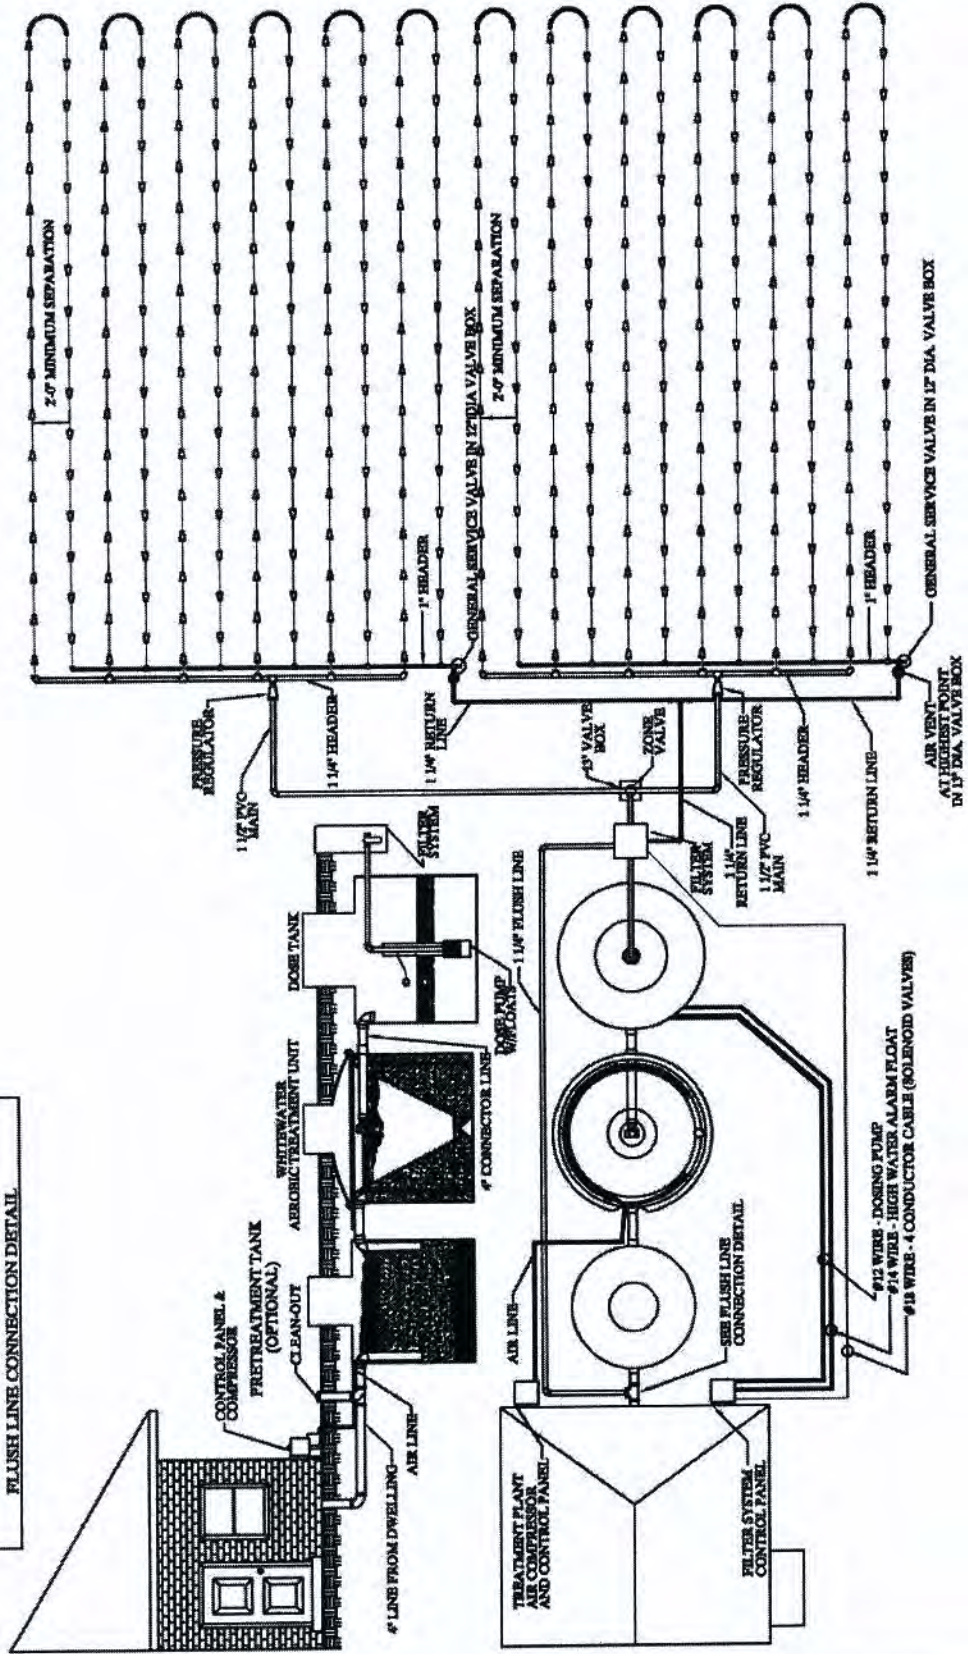 FLUSH LINE CONNECTION DETAIL
CONTROL PANEL &
COMPRESSOR
PRETREATMENT TANK
(OPTIONAL)
CLEAN-OUT
WHITEWATER
AEROBIC TREATMENT UNIT
DOSE TANK
FILTER
SYSTEM
4" LINE FROM DWELLING
AIR LINE
4" CONNECTOR LINE
DOSE PUMP
W/FLOATS
1 1/4" FLUSH LINE
AIR LINE
SEE FLUSH LINE
CONNECTION DETAIL
TREATMENT PLANT
AIR COMPRESSOR
AND CONTROL PANEL
FILTER SYSTEM
CONTROL PANEL
#12 WIRE - DOSING PUMP
#14 WIRE - HIGH WATER ALARM FLOAT
#18 WIRE - 4 CONDUCTOR CABLE (SOLENOID VALVES)
1 1/2" PVC
MAIN
PRESSURE
REGULATOR
1 1/4" HEADER
1 1/4" RETURN
LINE
1" HEADER
GENERAL SERVICE VALVE IN 12" DIA VALVE BOX
2'-0" MINIMUM SEPARATION
2'-0" MINIMUM SEPARATION
13" VALVE
BOX
ZONE
VALVE
FILTER
SYSTEM
1 1/4"
RETURN LINE
1 1/2" PVC
MAIN
PRESSURE
REGULATOR
1 1/4" HEADER
1 1/4" RETURN LINE
1" HEADER
AIR VENT
AT HIGHEST POINT
IN 13" DIA. VALVE BOX
GENERAL SERVICE VALVE IN 12" DIA. VALVE BOX